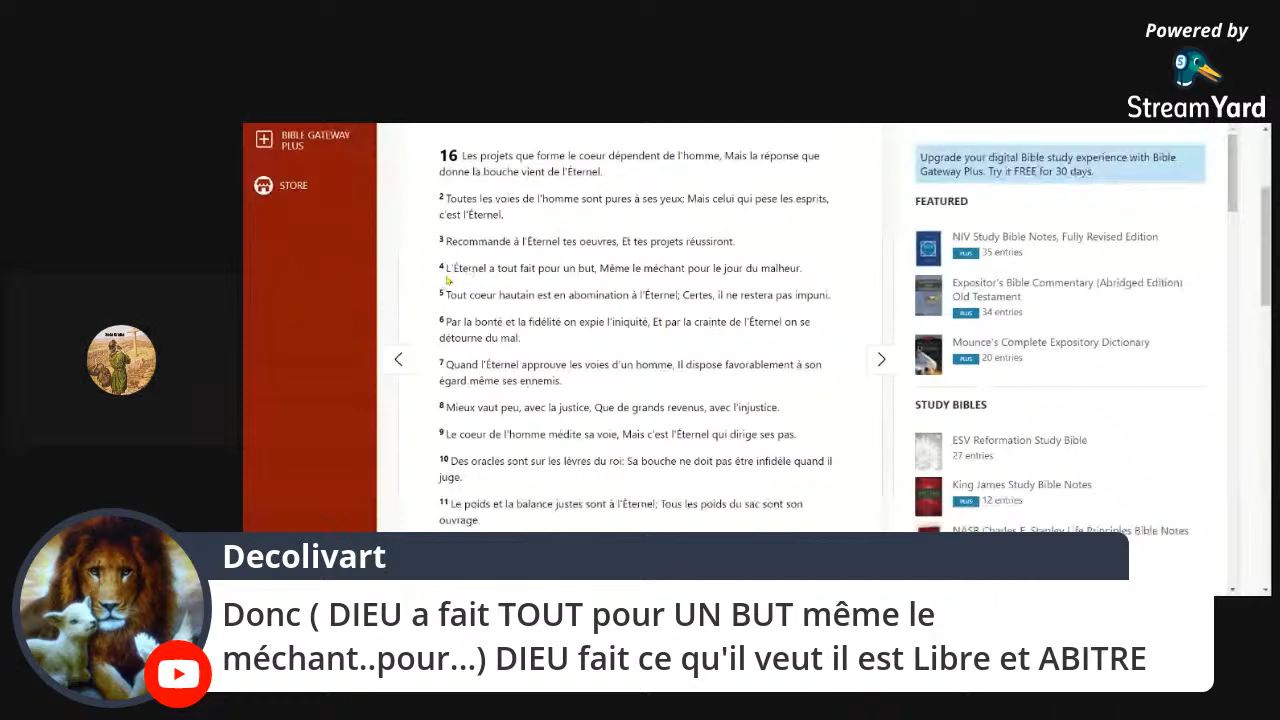 Powered by
StreamYard
BIBLE GATEWAY
PLUS
STORE
16 Les projets que forme le coeur dépendent de l'homme, Mais la réponse que
donne la bouche vient de l'Éternel.
2 Toutes les voies de l'homme sont pures à ses yeux; Mais celui qui pèse les esprits,
c'est l'Éternel.
3 Recommande à l'Éternel tes oeuvres, Et tes projets réussiront.
4 L'Éternel a tout fait pour un but, Même le méchant pour le jour du malheur.
5 Tout coeur hautain est en abomination à l'Éternel; Certes, il ne restera pas impuni.
6 Par la bonté et la fidélité on expie l'iniquité, Et par la crainte de l'Éternel on se
détourne du mal.
7 Quand l'Éternel approuve les voies d'un homme, Il dispose favorablement à son
égard même ses ennemis.
8 Mieux vaut peu, avec la justice, Que de grands revenus, avec l'injustice.
9 Le coeur de l'homme médite sa voie, Mais c'est l'Éternel qui dirige ses pas.
10 Des oracles sont sur les lèvres du roi: Sa bouche ne doit pas être infidèle quand il
juge.
11 Le poids et la balance justes sont à l'Éternel; Tous les poids du sac sont son
ouvrage.
Upgrade your digital Bible study experience with Bible
Gateway Plus. Try it FREE for 30 days.
FEATURED
NIV Study Bible Notes, Fully Revised Edition
PLUS 35 entries
Expositor's Bible Commentary (Abridged Edition)
Old Testament
PLUS 34 entries
Mounce's Complete Expository Dictionary
PLUS 20 entries
STUDY BIBLES
ESV Reformation Study Bible
27 entries
King James Study Bible Notes
PLUS 12 entries
NASB Charles F. Stanley Life Principles Bible Notes
Decolivart
Donc ( DIEU a fait TOUT pour UN BUT même le
méchant..pour...) DIEU fait ce qu'il veut il est Libre et ABITRE